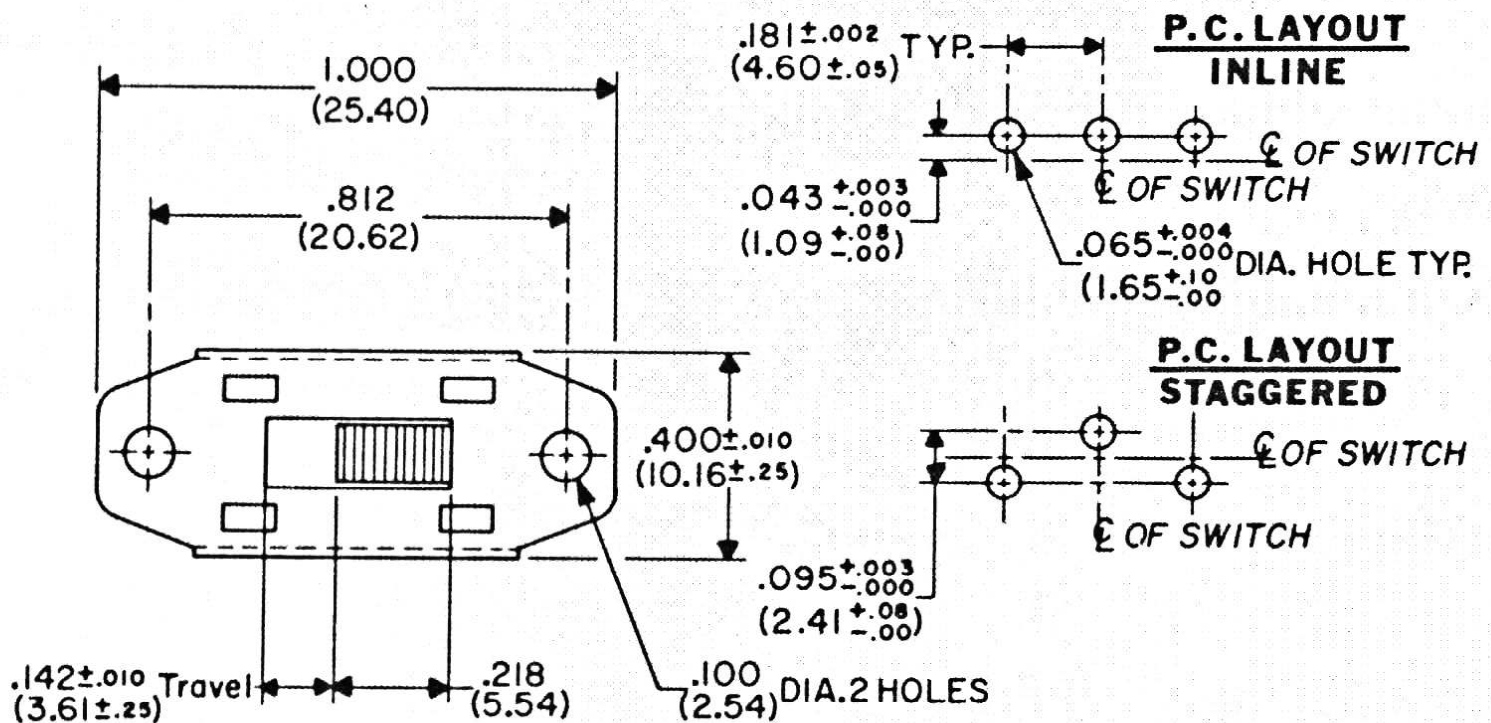 1.000
(25.40)
.812
(20.62)
.400±.010
(10.16±.25)
.142±.010 Travel
(3.61±.25)
.218
(5.54)
.100
(2.54) DIA. 2 HOLES
P.C. LAYOUT
INLINE
.181±.002 TYP.
(4.60±.05)
℄ OF SWITCH
℄ OF SWITCH
.043 +.003 -.000
(1.09 +.08 -.00)
.065 +.004 -.000 DIA. HOLE TYP.
(1.65 +.10 -.00
P.C. LAYOUT
STAGGERED
℄ OF SWITCH
℄ OF SWITCH
.095 +.003 -.000
(2.41 +.08 -.00)